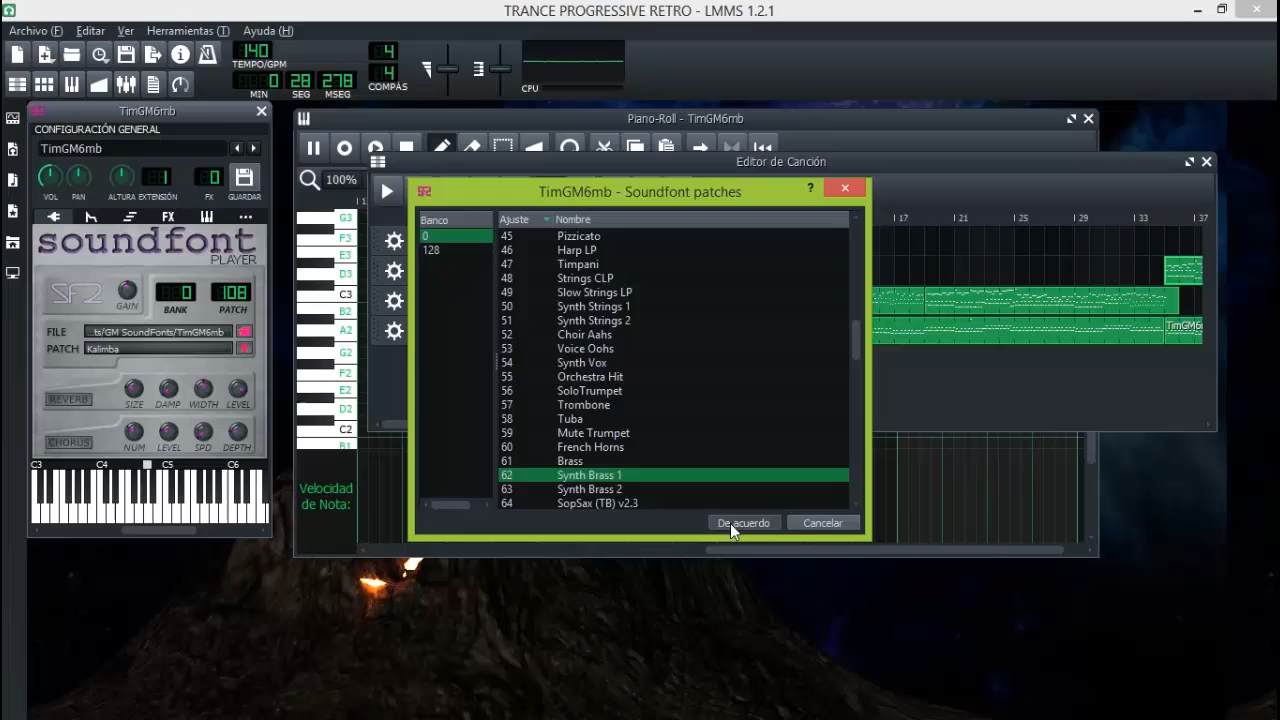 TRANCE PROGRESSIVE RETRO - LMMS 1.2.1
Archivo (F) Editar Ver Herramientas (T) Ayuda (H)
140
TEMPO/GPM
0 28 278
MIN SEG MSEG
4
4
COMPÁS
CPU
TimGM6mb
CONFIGURACIÓN GENERAL
TimGM6mb
1 0
VOL PAN ALTURA EXTENSIÓN FX GUARDAR
FX
soundfont
PLAYER
SF2
GAIN
0 108
BANK PATCH
FILE ts/GM SoundFonts/TimGM6mb
PATCH Kalimba
REVERB SIZE DAMP WIDTH LEVEL
CHORUS NUM LEVEL SPD DEPTH
C3 C4 C5 C6
Piano-Roll - TimGM6mb
100%
G3
F3
E3
D3
C3
B2
A2
G2
F2
E2
D2
C2
B1
Velocidad
de Nota:
Editor de Canción
17 21 25 29 33 37
TimGM6
TimGM6mb - Soundfont patches
?
Banco
0
128
Ajuste Nombre
45 Pizzicato
46 Harp LP
47 Timpani
48 Strings CLP
49 Slow Strings LP
50 Synth Strings 1
51 Synth Strings 2
52 Choir Aahs
53 Voice Oohs
54 Synth Vox
55 Orchestra Hit
56 SoloTrumpet
57 Trombone
58 Tuba
59 Mute Trumpet
60 French Horns
61 Brass
62 Synth Brass 1
63 Synth Brass 2
64 SopSax (TB) v2.3
De acuerdo Cancelar